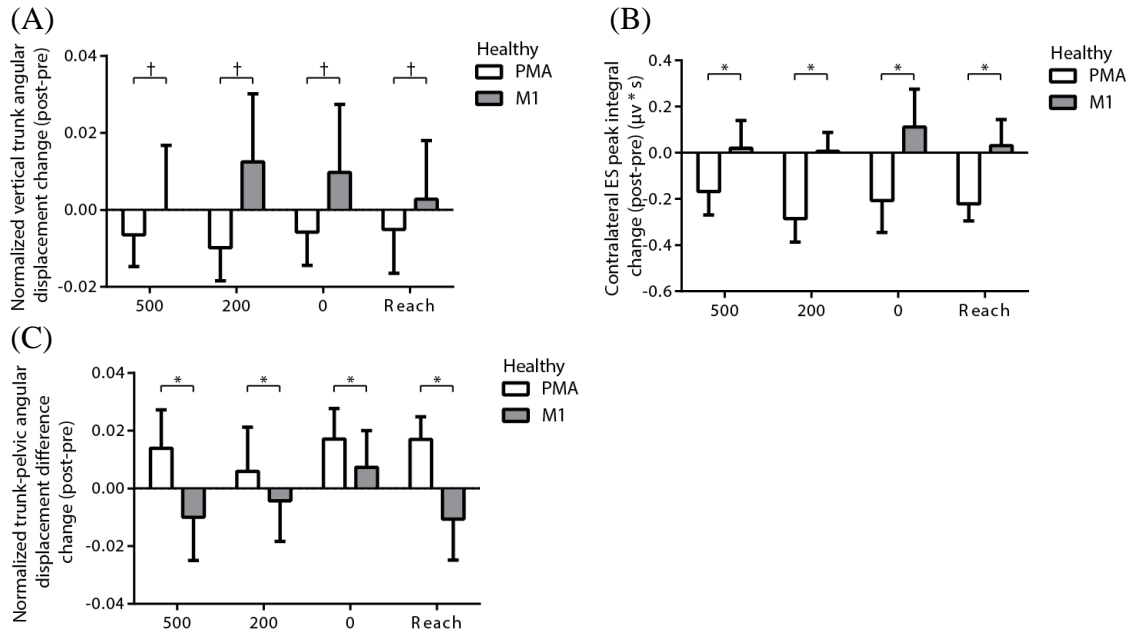 (A)
Normalized vertical trunk angular
displacement change (post-pre)
0.04
0.02
0.00
-0.02
† † † †
500 200 0 Reach
Healthy
PMA
M1
(B)
Contralateral ES peak integral
change (post-pre) (μv * s)
0.4
0.2
0.0
-0.2
-0.4
-0.6
* * * *
500 200 0 Reach
Healthy
PMA
M1
(C)
Normalized trunk-pelvic angular
displacement difference
change (post-pre)
0.04
0.02
0.00
-0.02
-0.04
* * * *
500 200 0 Reach
Healthy
PMA
M1